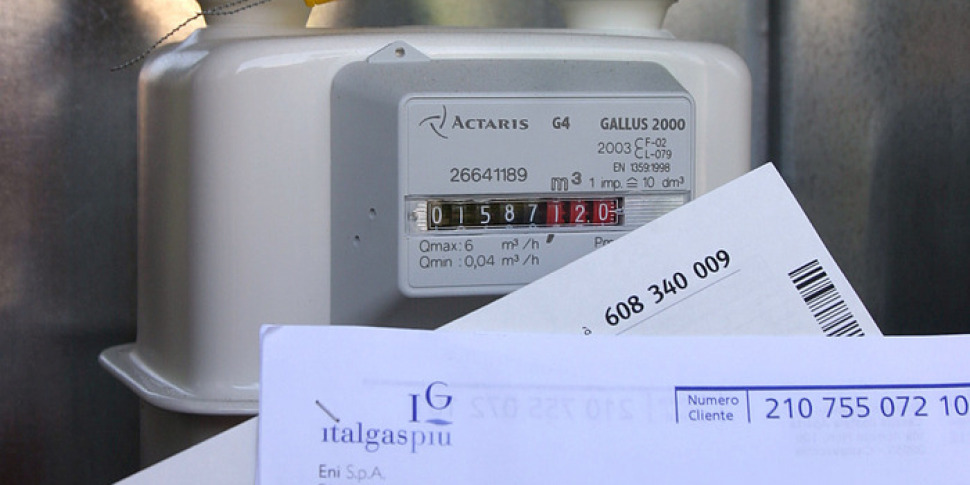 ACTARIS G4 GALLUS 2000
2003 CF-02
CL-079
EN 1359:1998
26641189 m³ 1 imp. ≙ 10 dm³
01587120
Qmax: 6 m³/h
Qmin : 0,04 m³/h
608 340 009
IG
italgaspiù
Eni S.p.A.
Numero
Cliente
210 755 072 10